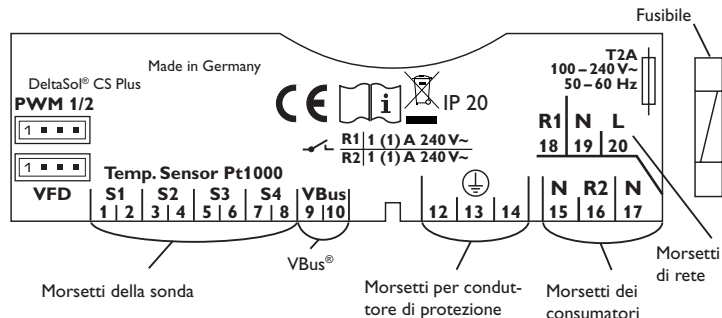 Fusibile
T2A
100 – 240 V~
50 – 60 Hz
Made in Germany
DeltaSol® CS Plus
PWM 1/2
1
CE
i
IP 20
R1 1 (1) A 240 V~
R2 1 (1) A 240 V~
R1 N L
18 19 20
1
VFD
Temp. Sensor Pt1000
S1 S2 S3 S4 VBus
1 2 3 4 5 6 7 8 9 10
12 13 14
N R2 N
15 16 17
VBus®
Morsetti della sonda
Morsetti per condut-
tore di protezione
Morsetti dei
consumatori
Morsetti
di rete